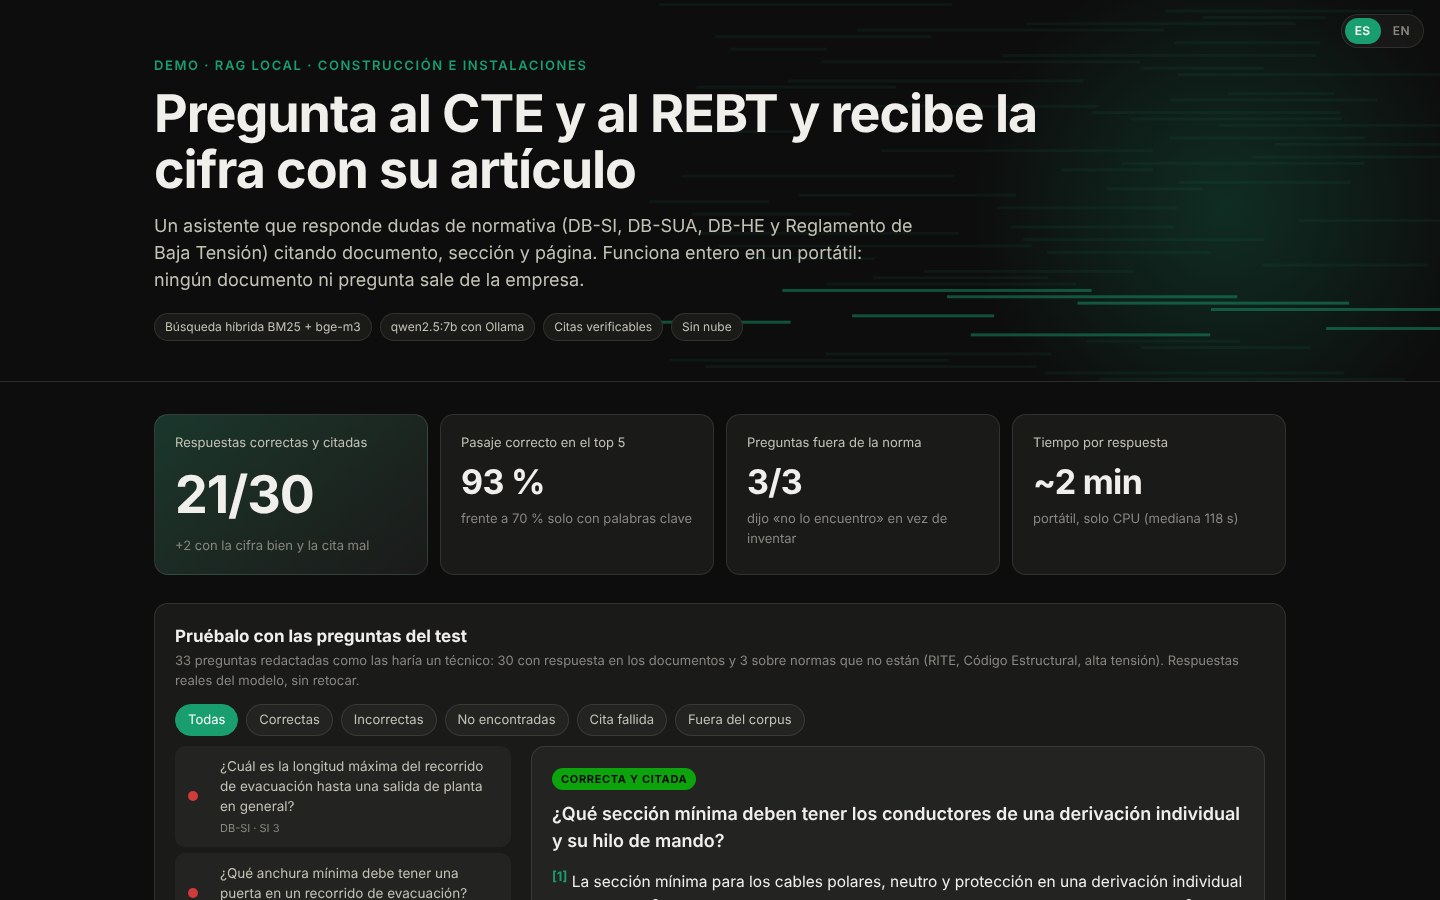 ES EN
DEMO · RAG LOCAL · CONSTRUCCIÓN E INSTALACIONES
Pregunta al CTE y al REBT y recibe la
cifra con su artículo
Un asistente que responde dudas de normativa (DB-SI, DB-SUA, DB-HE y Reglamento de
Baja Tensión) citando documento, sección y página. Funciona entero en un portátil:
ningún documento ni pregunta sale de la empresa.
Búsqueda híbrida BM25 + bge-m3
qwen2.5:7b con Ollama
Citas verificables
Sin nube
Respuestas correctas y citadas
21/30
+2 con la cifra bien y la cita mal
Pasaje correcto en el top 5
93 %
frente a 70 % solo con palabras clave
Preguntas fuera de la norma
3/3
dijo «no lo encuentro» en vez de
inventar
Tiempo por respuesta
~2 min
portátil, solo CPU (mediana 118 s)
Pruébalo con las preguntas del test
33 preguntas redactadas como las haría un técnico: 30 con respuesta en los documentos y 3 sobre normas que no están (RITE, Código Estructural, alta tensión). Respuestas
reales del modelo, sin retocar.
Todas
Correctas
Incorrectas
No encontradas
Cita fallida
Fuera del corpus
¿Cuál es la longitud máxima del recorrido
de evacuación hasta una salida de planta
en general?
DB-SI · SI 3
¿Qué anchura mínima debe tener una
puerta en un recorrido de evacuación?
CORRECTA Y CITADA
¿Qué sección mínima deben tener los conductores de una derivación individual
y su hilo de mando?
[1] La sección mínima para los cables polares, neutro y protección en una derivación individual